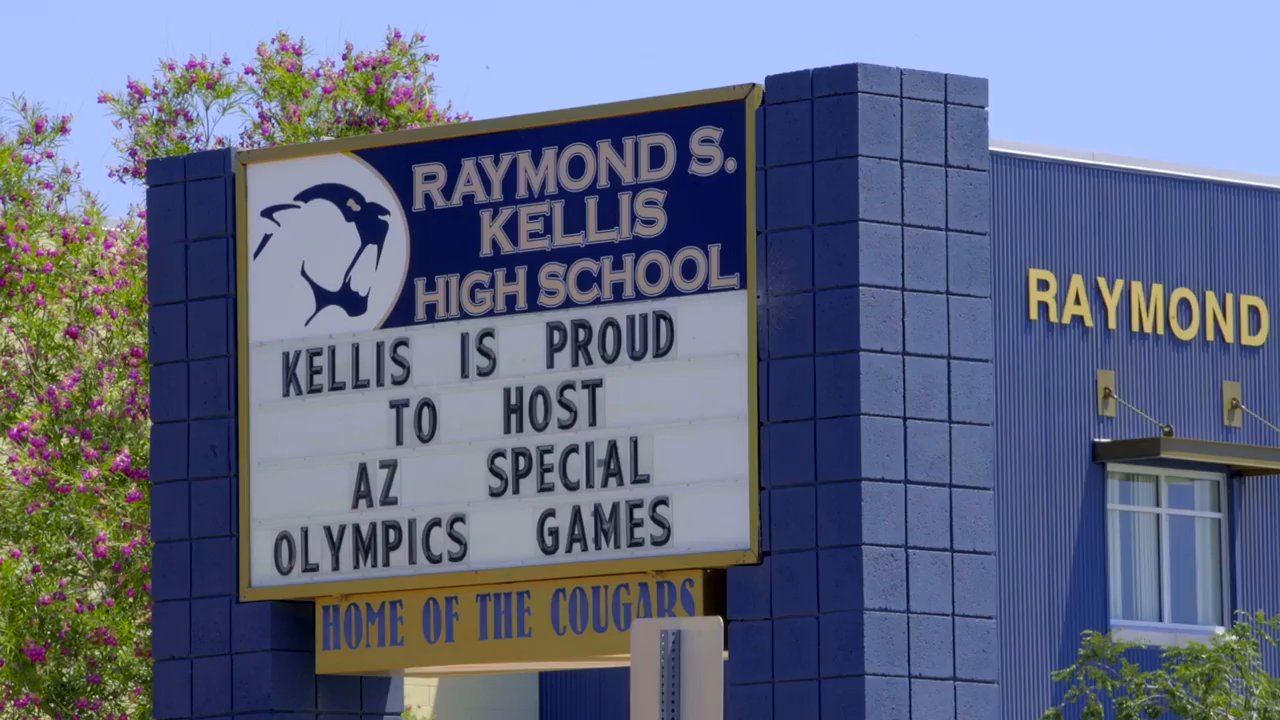 RAYMOND S.
KELLIS
HIGH SCHOOL
KELLIS IS PROUD
TO HOST
AZ SPECIAL
OLYMPICS GAMES
HOME OF THE COUGARS
RAYMOND